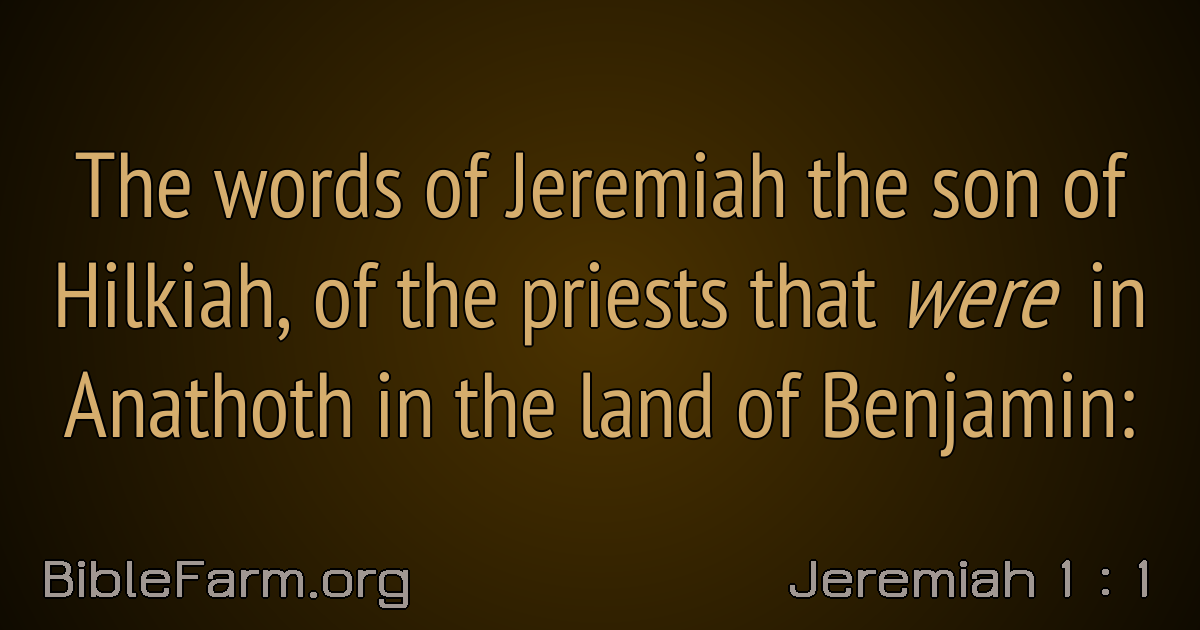 The words of Jeremiah the son of
Hilkiah, of the priests that were in
Anathoth in the land of Benjamin:
BibleFarm.org
Jeremiah 1 : 1